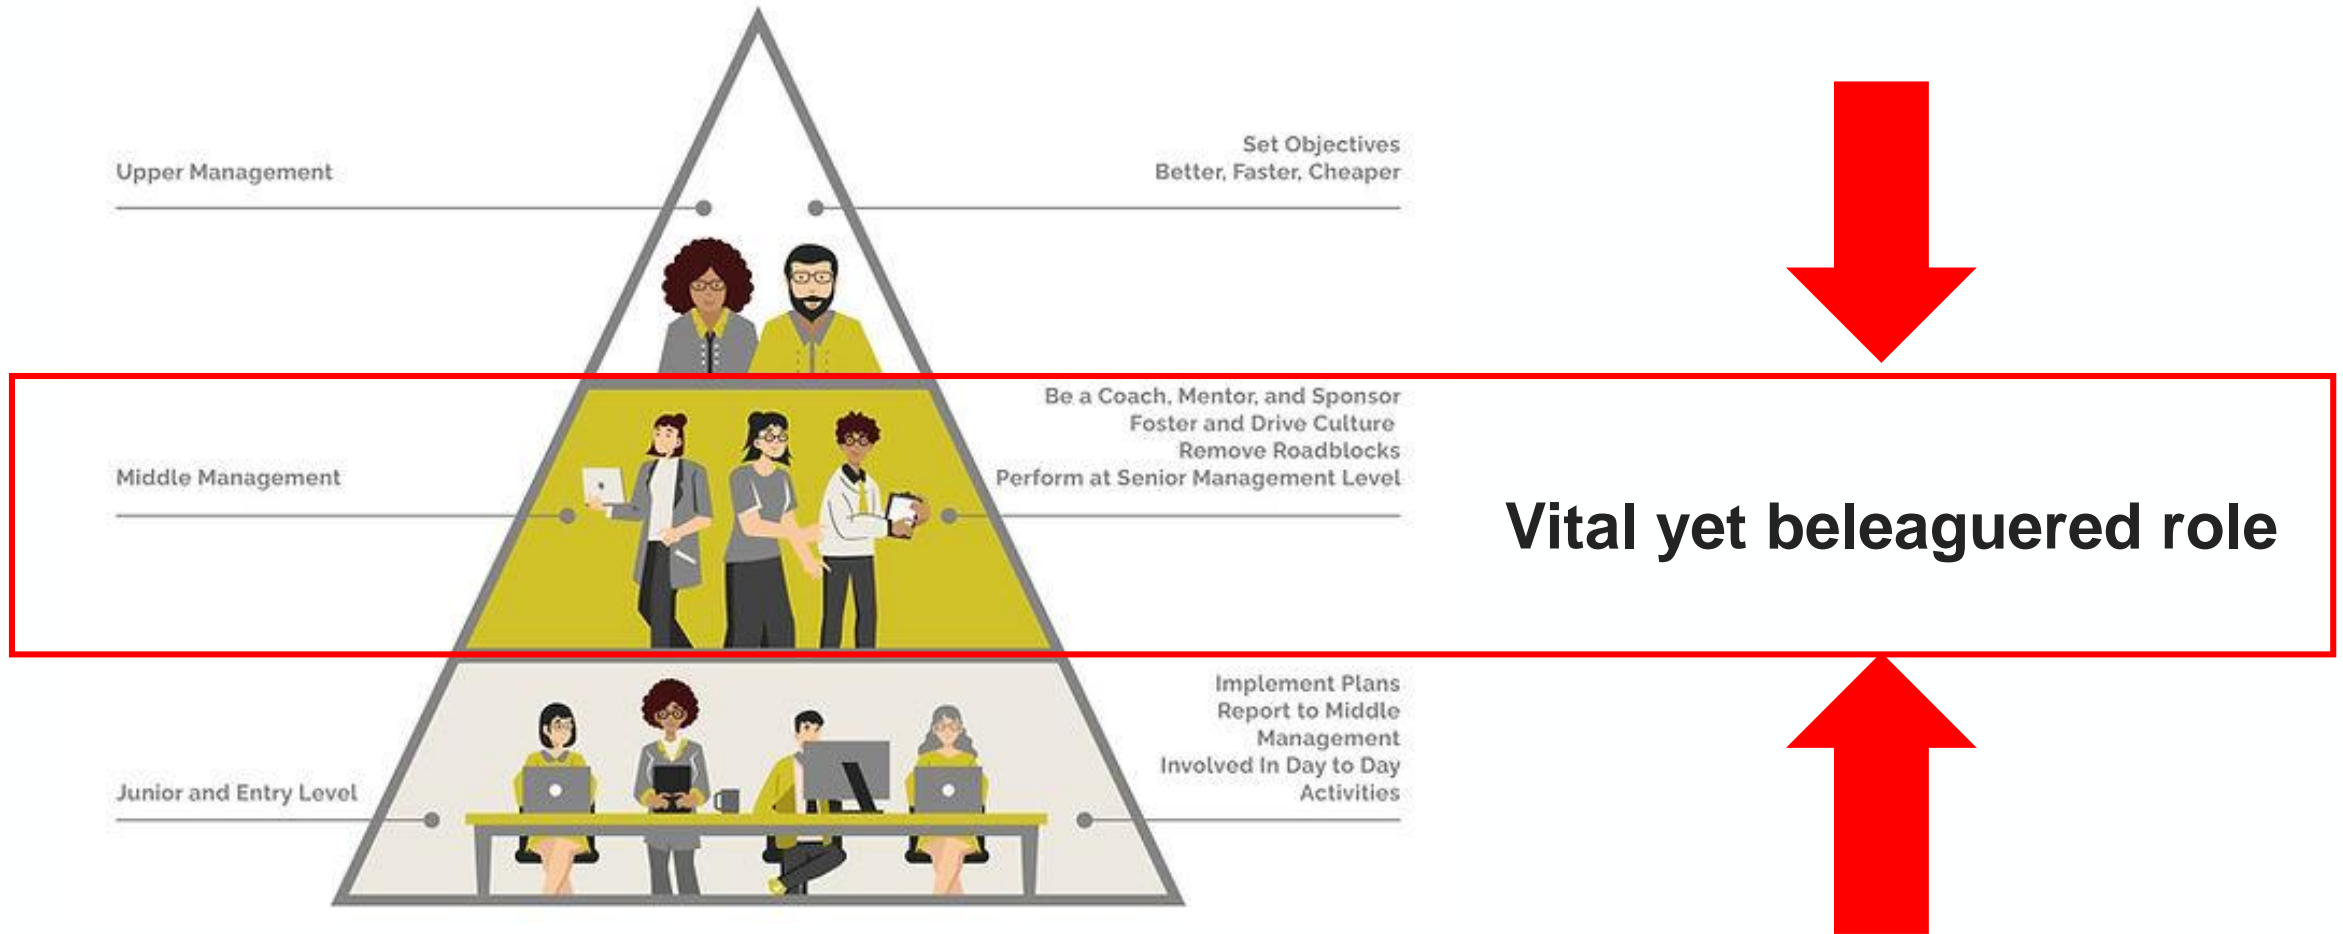 Upper Management
Set Objectives
Better, Faster, Cheaper
Middle Management
Be a Coach, Mentor, and Sponsor
Foster and Drive Culture
Remove Roadblocks
Perform at Senior Management Level
Vital yet beleaguered role
Junior and Entry Level
Implement Plans
Report to Middle
Management
Involved In Day to Day
Activities